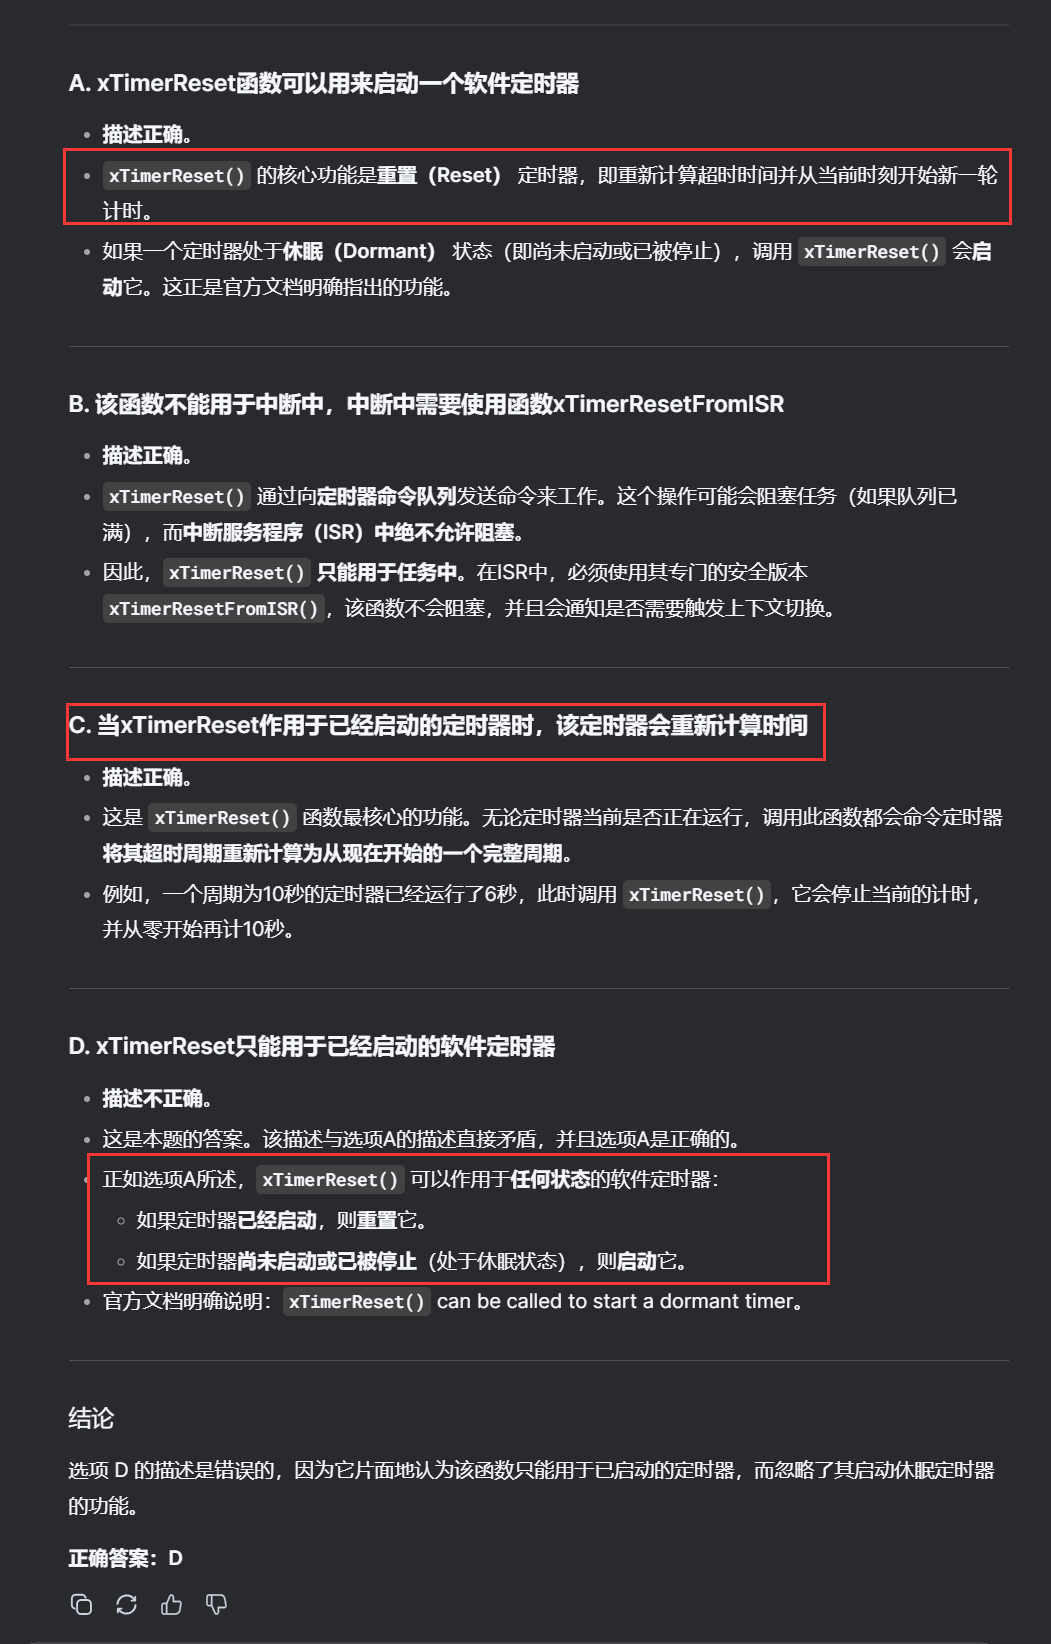 A. xTimerReset函数可以用来启动一个软件定时器
描述正确。
xTimerReset() 的核心功能是重置（Reset） 定时器，即重新计算超时时间并从当前时刻开始新一轮
计时。
如果一个定时器处于休眠（Dormant） 状态（即尚未启动或已被停止），调用 xTimerReset() 会启
动它。这正是官方文档明确指出的功能。
B. 该函数不能用于中断中，中断中需要使用函数xTimerResetFromISR
描述正确。
xTimerReset() 通过向定时器命令队列发送命令来工作。这个操作可能会阻塞任务（如果队列已
满），而中断服务程序（ISR）中绝不允许阻塞。
因此， xTimerReset() 只能用于任务中。在ISR中，必须使用其专门的安全版本
xTimerResetFromISR()，该函数不会阻塞，并且会通知是否需要触发上下文切换。
C. 当xTimerReset作用于已经启动的定时器时，该定时器会重新计算时间
描述正确。
这是 xTimerReset() 函数最核心的功能。无论定时器当前是否正在运行，调用此函数都会命令定时器
将其超时周期重新计算为从现在开始的一个完整周期。
例如，一个周期为10秒的定时器已经运行了6秒，此时调用 xTimerReset()，它会停止当前的计时，
并从零开始再计10秒。
D. xTimerReset只能用于已经启动的软件定时器
描述不正确。
这是本题的答案。该描述与选项A的描述直接矛盾，并且选项A是正确的。
正如选项A所述， xTimerReset() 可以作用于任何状态的软件定时器：
如果定时器已经启动，则重置它。
如果定时器尚未启动或已被停止（处于休眠状态），则启动它。
官方文档明确说明： xTimerReset() can be called to start a dormant timer。
结论
选项 D 的描述是错误的，因为它片面地认为该函数只能用于已启动的定时器，而忽略了其启动休眠定时器
的功能。
正确答案：D